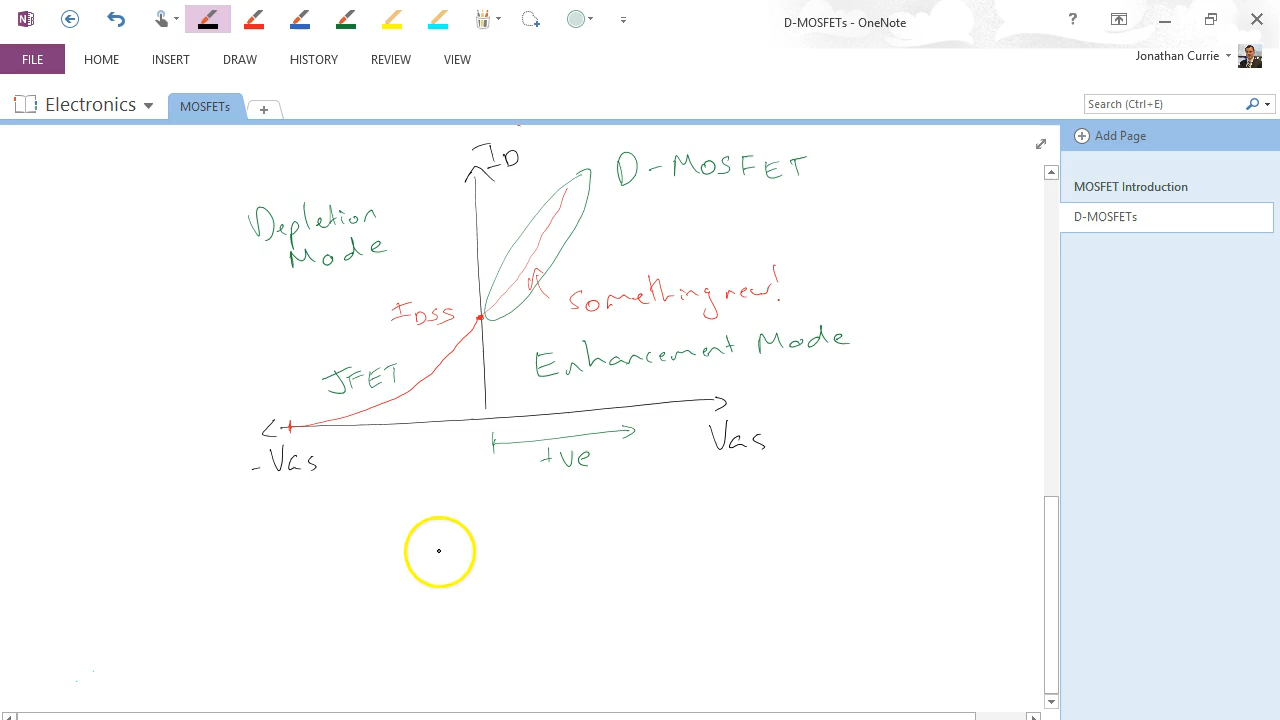 D-MOSFETs - OneNote
?
FILE
HOME
INSERT
DRAW
HISTORY
REVIEW
VIEW
Jonathan Currie
Electronics
MOSFETs
+
Search (Ctrl+E)
Add Page
MOSFET Introduction
D-MOSFETs
ID
D-MOSFET
Depletion
Mode
IDSS
Something new!
Enhancement Mode
JFET
-VGS
VGS
+ve